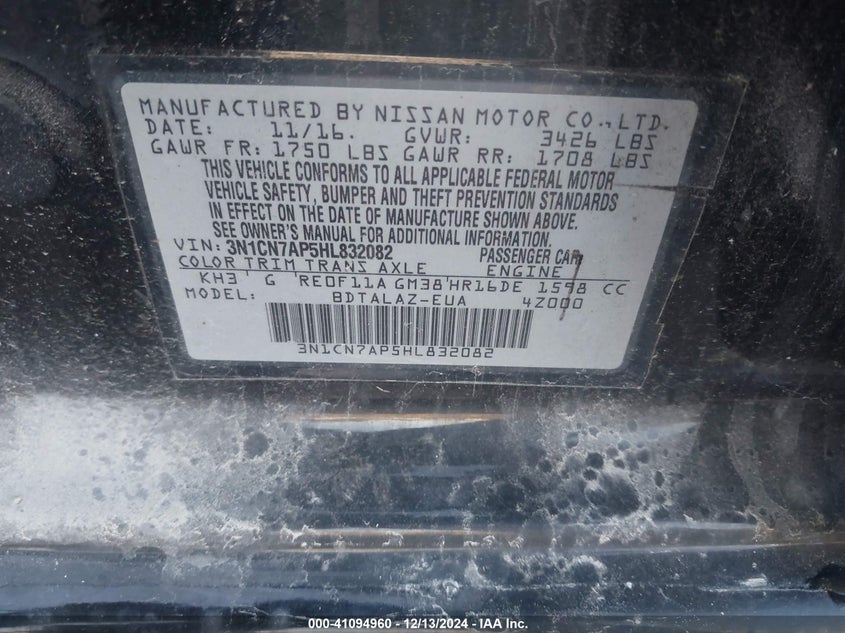 MANUFACTURED BY NISSAN MOTOR CO.,LTD.
DATE: 11/16. GVWR: 3426 LBS
GAWR FR: 1750 LBS GAWR RR: 1708 LBS
THIS VEHICLE CONFORMS TO ALL APPLICABLE FEDERAL MOTOR
VEHICLE SAFETY, BUMPER AND THEFT PREVENTION STANDARDS
IN EFFECT ON THE DATE OF MANUFACTURE SHOWN ABOVE.
SEE OWNER'S MANUAL FOR ADDITIONAL INFORMATION
VIN: 3N1CN7AP5HL832082 PASSENGER CAR
COLOR TRIM TRANS AXLE ENGINE
KH3 G RE0F11A GM38 HR16DE 1598 CC
MODEL: BDTALAZ-EUA 4Z000
3N1CN7AP5HL832082
000-41094960 - 12/13/2024 - IAA Inc.